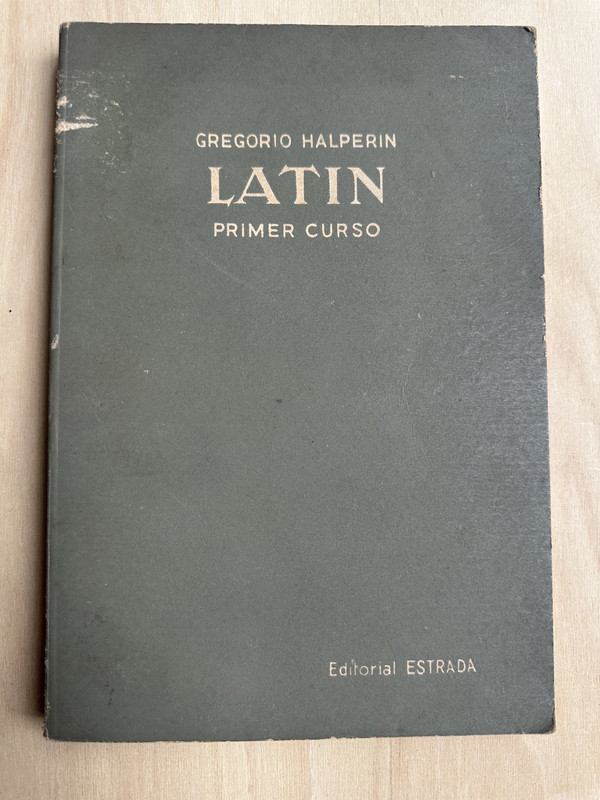 GREGORIO HALPERIN
LATIN
PRIMER CURSO
Editorial ESTRADA